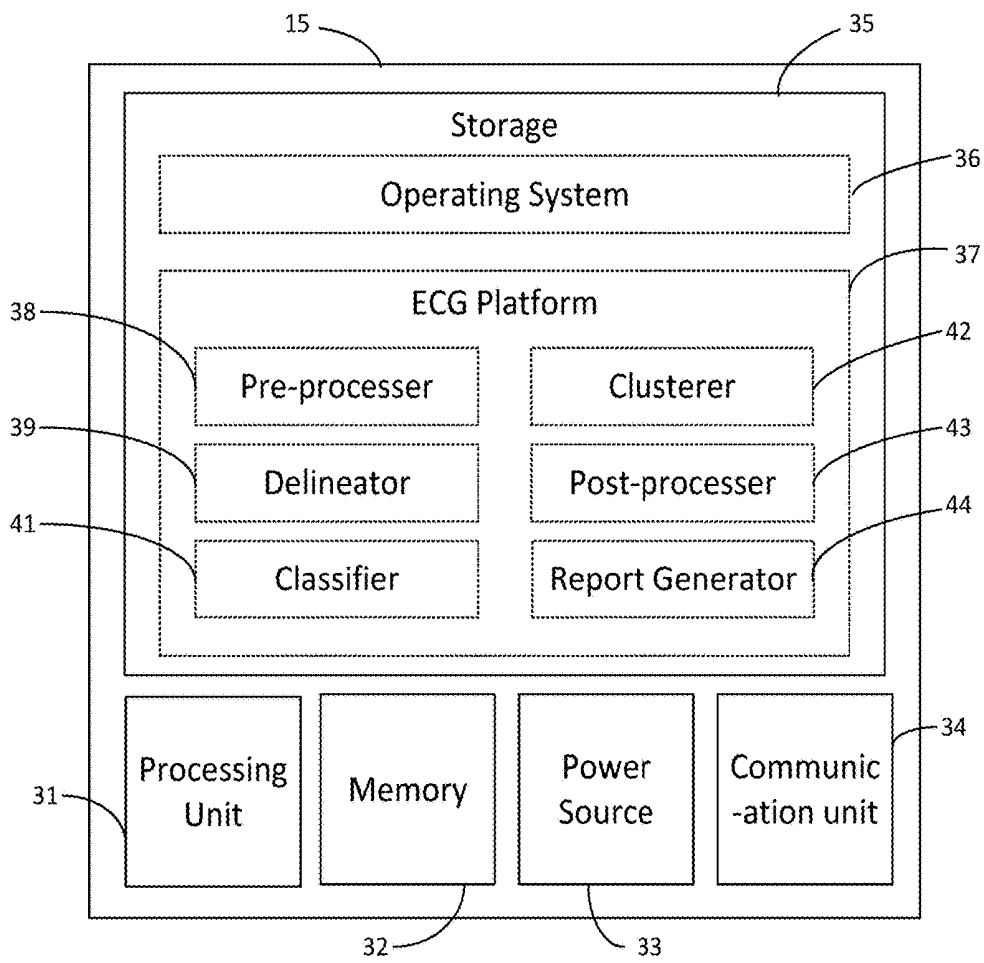 15
35
Storage
Operating System
36
37
ECG Platform
38
42
Pre-processer
Clusterer
39
43
Delineator
Post-processer
41
44
Classifier
Report Generator
34
Processing
Unit
Memory
Power
Source
Communic
-ation unit
31
32
33